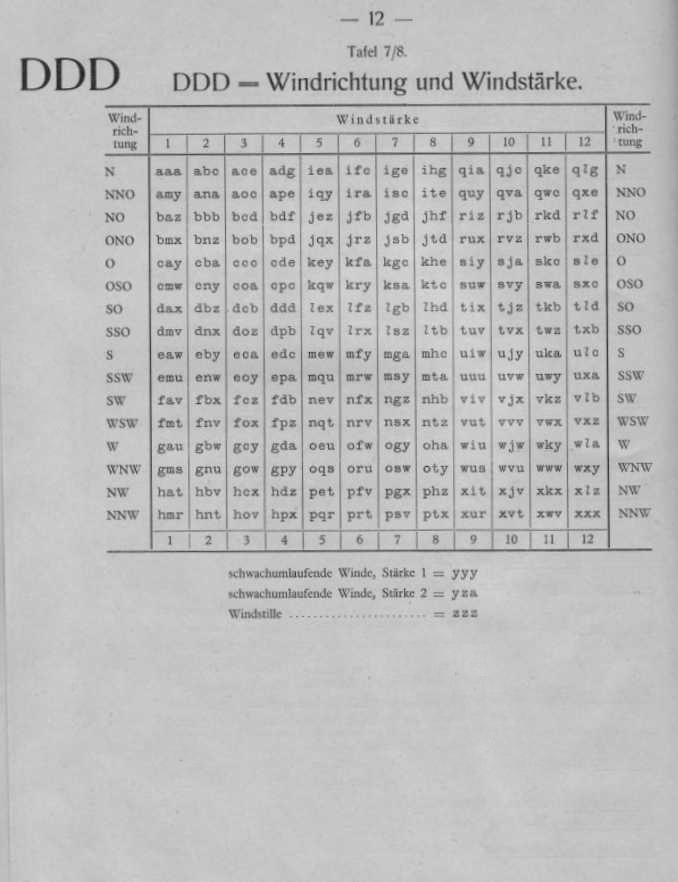 — 12 —
Tafel 7/8.
DDD
DDD = Windrichtung und Windstärke.
Wind-
rich-
tung
Windstärke
Wind-
rich-
tung
1 2 3 4 5 6 7 8 9 10 11 12
N aaa abc ace adg iea ifc ige ihg qia qjc qke qlg N
NNO amy ana aoc ape iqy ira isc ite quy qva qwc qxe NNO
NO baz bbb bcd bdf jez jfb jgd jhf riz rjb rkd rlf NO
ONO bmx bnz bob bpd jqx jrz jsb jtd rux rvz rwb rxd ONO
O cay cba ccc cde key kfa kgc khe siy sja skc sle O
OSO cmw cny coa cpc kqw kry ksa ktc suw svy swa sxc OSO
SO dax dbz dcb ddd lex lfz lgb lhd tix tjz tkb tld SO
SSO dmv dnx doz dpb lqv lrx lsz ltb tuv tvx twz txb SSO
S eaw eby eca edc mew mfy mga mhc uiw ujy uka ulc S
SSW emu enw eoy epa mqu mrw msy mta uuu uvw uwy uxa SSW
SW fav fbx fcz fdb nev nfx ngz nhb viv vjx vkz vlb SW
WSW fmt fnv fox fpz nqt nrv nsx ntz vut vvv vwx vxz WSW
W gau gbw gcy gda oeu ofw ogy oha wiu wjw wky wla W
WNW gms gnu gow gpy oqs oru osw oty wus wvu www wxy WNW
NW hat hbv hcx hdz pet pfv pgx phz xit xjv xkx xlz NW
NNW hmr hnt hov hpx pqr prt psv ptx xur xvt xwv xxx NNW
1 2 3 4 5 6 7 8 9 10 11 12
schwachumlaufende Winde, Stärke 1 = yyy
schwachumlaufende Winde, Stärke 2 = yza
Windstille ........................ = zzz